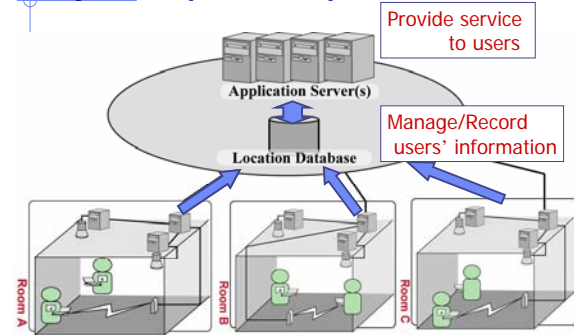 Provide service
to users
Application Server(s)
Manage/Record
users' information
Location Database
Room A
Room B
Room C